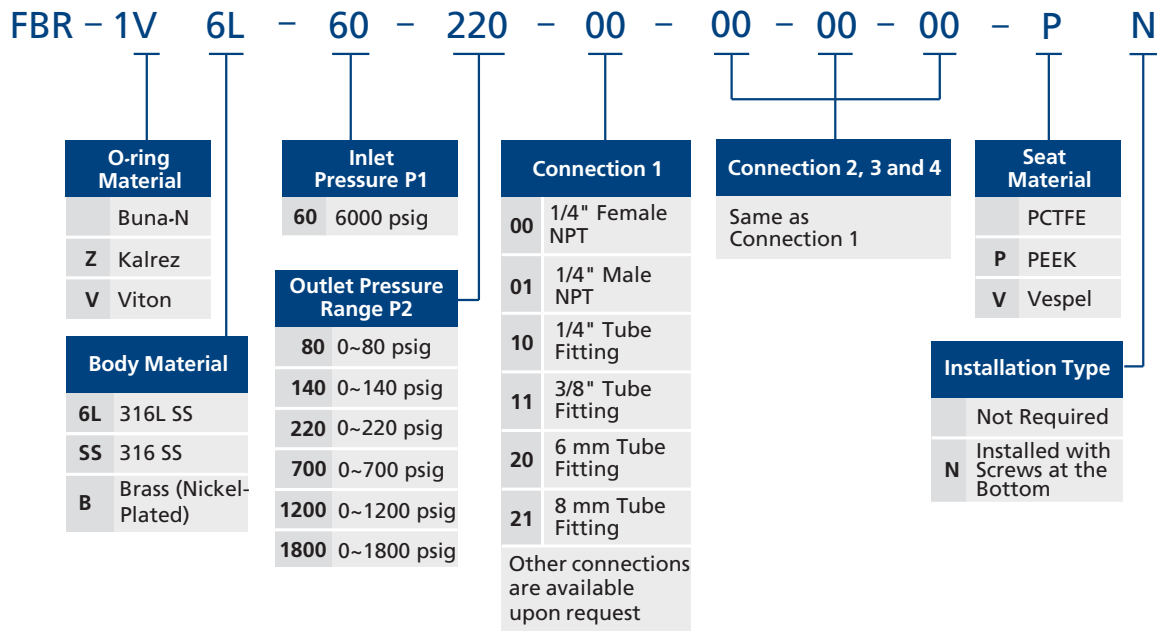 FBR – 1V 6L – 60 – 220 – 00 – 00 – 00 – 00 – P N
O-ring
Material
Buna-N
Z Kalrez
V Viton
Body Material
6L 316L SS
SS 316 SS
B Brass (Nickel-
Plated)
Inlet
Pressure P1
60 6000 psig
Outlet Pressure
Range P2
80 0~80 psig
140 0~140 psig
220 0~220 psig
700 0~700 psig
1200 0~1200 psig
1800 0~1800 psig
Connection 1
00 1/4" Female
NPT
01 1/4" Male
NPT
10 1/4" Tube
Fitting
11 3/8" Tube
Fitting
20 6 mm Tube
Fitting
21 8 mm Tube
Fitting
Other connections
are available
upon request
Connection 2, 3 and 4
Same as
Connection 1
Seat
Material
PCTFE
P PEEK
V Vespel
Installation Type
Not Required
N Installed with
Screws at the
Bottom